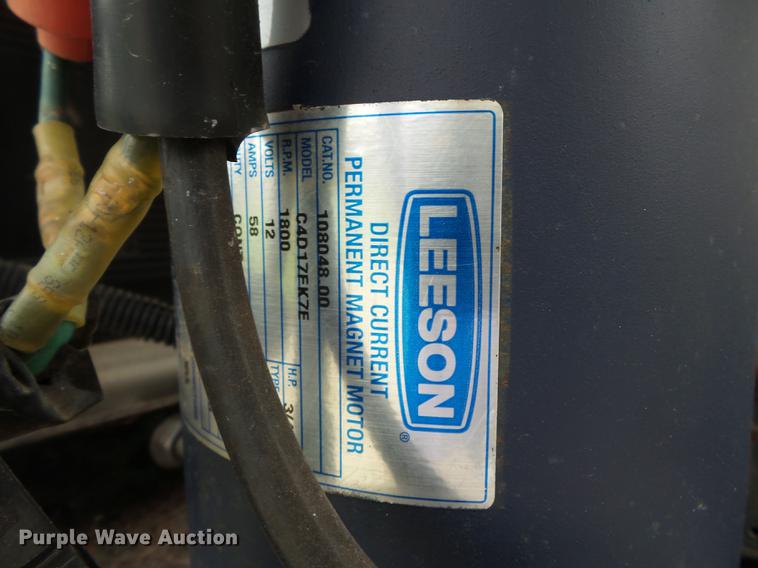 LEESON®
DIRECT CURRENT
PERMANENT MAGNET MOTOR
CAT.NO. 108048.00
MODEL C4D17FK7E
R.P.M. 1800 H.P.
VOLTS 12
AMPS 58
Purple Wave Auction